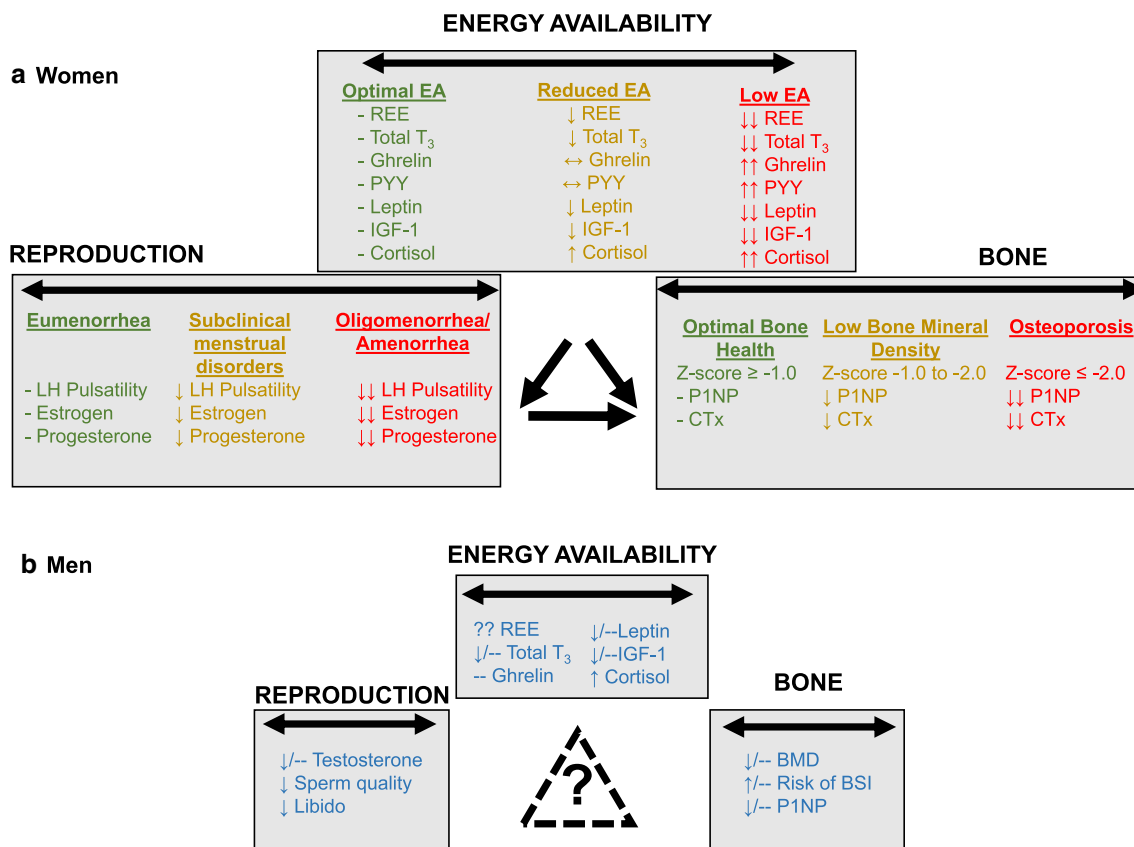 ENERGY AVAILABILITY
a Women
Optimal EA
- REE
- Total T₃
- Ghrelin
- PYY
- Leptin
- IGF-1
- Cortisol
Reduced EA
↓ REE
↓ Total T₃
↔ Ghrelin
↔ PYY
↓ Leptin
↓ IGF-1
↑ Cortisol
Low EA
↓↓ REE
↓↓ Total T₃
↑↑ Ghrelin
↑↑ PYY
↓↓ Leptin
↓↓ IGF-1
↑↑ Cortisol
REPRODUCTION
Eumenorrhea
- LH Pulsatility
- Estrogen
- Progesterone
Subclinical
menstrual
disorders
↓ LH Pulsatility
↓ Estrogen
↓ Progesterone
Oligomenorrhea/
Amenorrhea
↓↓ LH Pulsatility
↓↓ Estrogen
↓↓ Progesterone
BONE
Optimal Bone
Health
Z-score ≥ -1.0
- P1NP
- CTx
Low Bone Mineral
Density
Z-score -1.0 to -2.0
↓ P1NP
↓ CTx
Osteoporosis
Z-score ≤ -2.0
↓↓ P1NP
↓↓ CTx
b Men
ENERGY AVAILABILITY
?? REE
↓/-- Total T₃
-- Ghrelin
↓/--Leptin
↓/--IGF-1
↑ Cortisol
REPRODUCTION
↓/-- Testosterone
↓ Sperm quality
↓ Libido
?
BONE
↓/-- BMD
↑/-- Risk of BSI
↓/-- P1NP